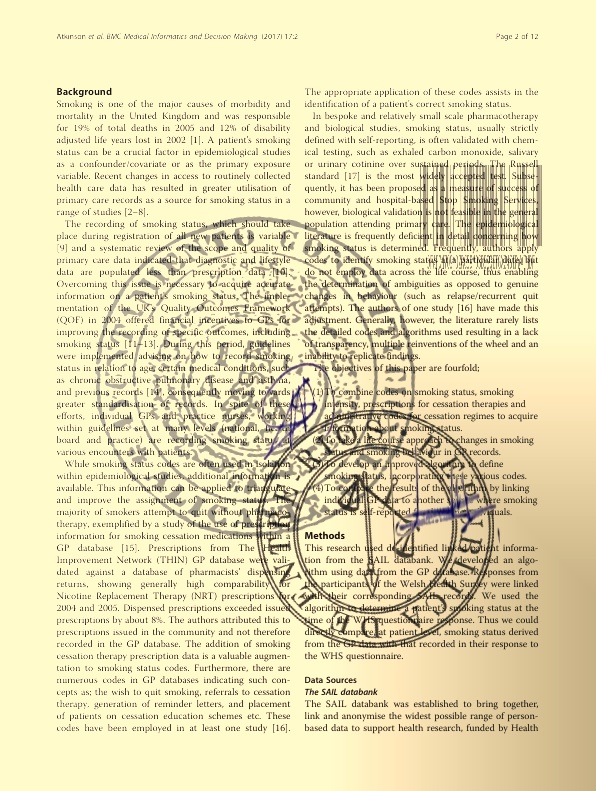 Atkinson et al. BMC Medical Informatics and Decision Making (2017) 17:2
Page 2 of 12
Background
Smoking is one of the major causes of morbidity and
mortality in the United Kingdom and was responsible
for 19% of total deaths in 2005 and 12% of disability
adjusted life years lost in 2002 [1]. A patient's smoking
status can be a crucial factor in epidemiological studies
as a confounder/covariate or as the primary exposure
variable. Recent changes in access to routinely collected
health care data has resulted in greater utilisation of
primary care records as a source for smoking status in a
range of studies [2–8].
The recording of smoking status, which should take
place during registration of all new patients is variable
[9] and a systematic review of the scope and quality of
primary care data indicated that diagnostic and lifestyle
data are populated less than prescription data [10].
Overcoming this issue is necessary to acquire accurate
information on a patient's smoking status. The imple-
mentation of the UK's Quality Outcomes Framework
(QOF) in 2004 offered financial incentives to GPs for
improving the recording of specific outcomes, including
smoking status [11–13]. During this period, guidelines
were implemented advising on how to record smoking
status in relation to age, certain medical conditions, such
as chronic obstructive pulmonary disease and asthma,
and previous records [14], consequently moving towards
greater standardisation of records. In spite of these
efforts, individual GPs and practice nurses, working
within guidelines set at many levels (national, health
board and practice) are recording smoking status at
various encounters with patients.
While smoking status codes are often used in isolation
within epidemiological studies, additional information is
available. This information can be applied to triangulate
and improve the assignment of smoking status. The
majority of smokers attempt to quit without pharmaco-
therapy, exemplified by a study of the use of prescription
information for smoking cessation medications within a
GP database [15]. Prescriptions from The Health
Improvement Network (THIN) GP database were vali-
dated against a database of pharmacists' dispensing
returns, showing generally high comparability for
Nicotine Replacement Therapy (NRT) prescriptions for
2004 and 2005. Dispensed prescriptions exceeded issued
prescriptions by about 8%. The authors attributed this to
prescriptions issued in the community and not therefore
recorded in the GP database. The addition of smoking
cessation therapy prescription data is a valuable augmen-
tation to smoking status codes. Furthermore, there are
numerous codes in GP databases indicating such con-
cepts as; the wish to quit smoking, referrals to cessation
therapy, generation of reminder letters, and placement
of patients on cessation education schemes etc. These
codes have been employed in at least one study [16].
The appropriate application of these codes assists in the
identification of a patient's correct smoking status.
In bespoke and relatively small scale pharmacotherapy
and biological studies, smoking status, usually strictly
defined with self-reporting, is often validated with chem-
ical testing, such as exhaled carbon monoxide, salivary
or urinary cotinine over sustained periods. The Russell
standard [17] is the most widely accepted test. Subse-
quently, it has been proposed as a measure of success of
community and hospital-based Stop Smoking Services,
however, biological validation is not feasible in the general
population attending primary care. The epidemiological
literature is frequently deficient in detail concerning how
smoking status is determined. Frequently, authors apply
codes to identify smoking status at a particular time but
do not employ data across the life course, thus enabling
the determination of ambiguities as opposed to genuine
changes in behaviour (such as relapse/recurrent quit
attempts). The authors of one study [16] have made this
adjustment. Generally, however, the literature rarely lists
the detailed codes and algorithms used resulting in a lack
of transparency, multiple reinventions of the wheel and an
inability to replicate findings.
The objectives of this paper are fourfold;
(1) To combine codes on smoking status, smoking
intensity, prescriptions for cessation therapies and
administrative codes for cessation regimes to acquire
information about smoking status.
(2) To take a life course approach to changes in smoking
status and smoking behaviour in GP records.
(3) To develop an improved algorithm to define
smoking status, incorporating these various codes.
(4) To the results of the algorithm by linking
individual GP data to another where smoking
status is self-reported
Methods
This research used de-identified linked patient informa-
tion from the SAIL databank. We developed an algo-
rithm using data from the GP database. Responses from
the participants of the Welsh Health Survey were linked
with their corresponding SAIL records. We used the
algorithm to determine a patient's smoking status at the
time of the WHS questionnaire response. Thus we could
directly compare, at patient level, smoking status derived
from the GP data with that recorded in their response to
the WHS questionnaire.
Data Sources
The SAIL databank
The SAIL databank was established to bring together,
link and anonymise the widest possible range of person-
based data to support health research, funded by Health